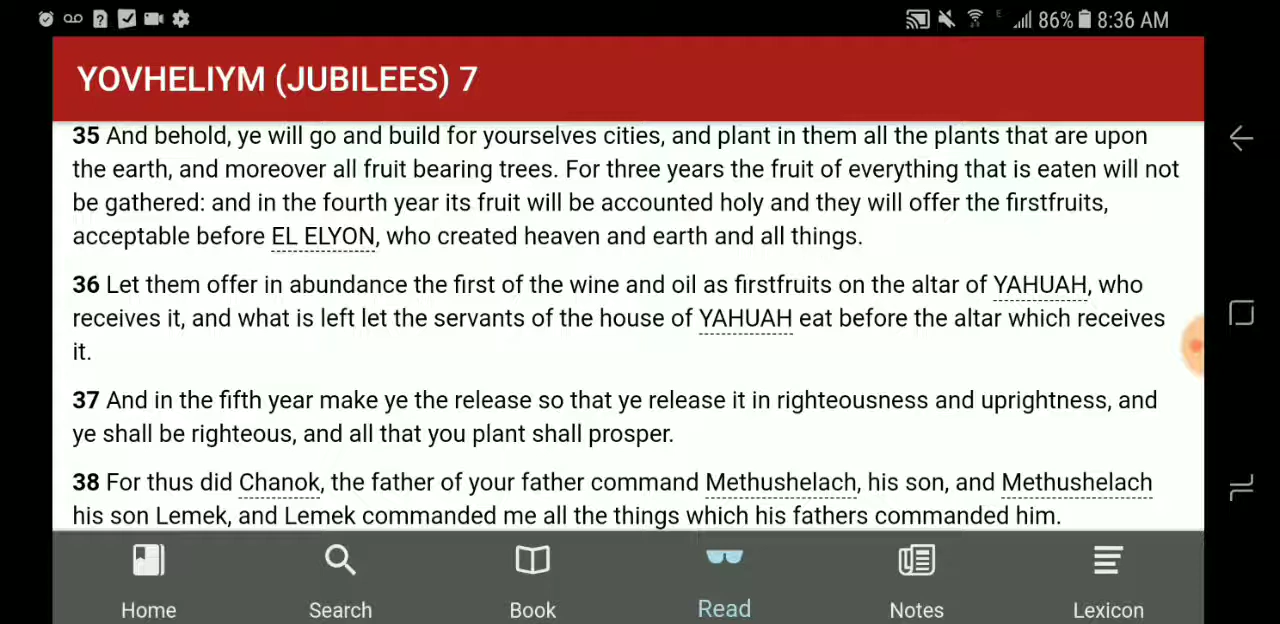 86% 8:36 AM
YOVHELIYM (JUBILEES) 7
35 And behold, ye will go and build for yourselves cities, and plant in them all the plants that are upon
the earth, and moreover all fruit bearing trees. For three years the fruit of everything that is eaten will not
be gathered: and in the fourth year its fruit will be accounted holy and they will offer the firstfruits,
acceptable before EL ELYON, who created heaven and earth and all things.
36 Let them offer in abundance the first of the wine and oil as firstfruits on the altar of YAHUAH, who
receives it, and what is left let the servants of the house of YAHUAH eat before the altar which receives
it.
37 And in the fifth year make ye the release so that ye release it in righteousness and uprightness, and
ye shall be righteous, and all that you plant shall prosper.
38 For thus did Chanok, the father of your father command Methushelach, his son, and Methushelach
his son Lemek, and Lemek commanded me all the things which his fathers commanded him.
Home Search Book Read Notes Lexicon